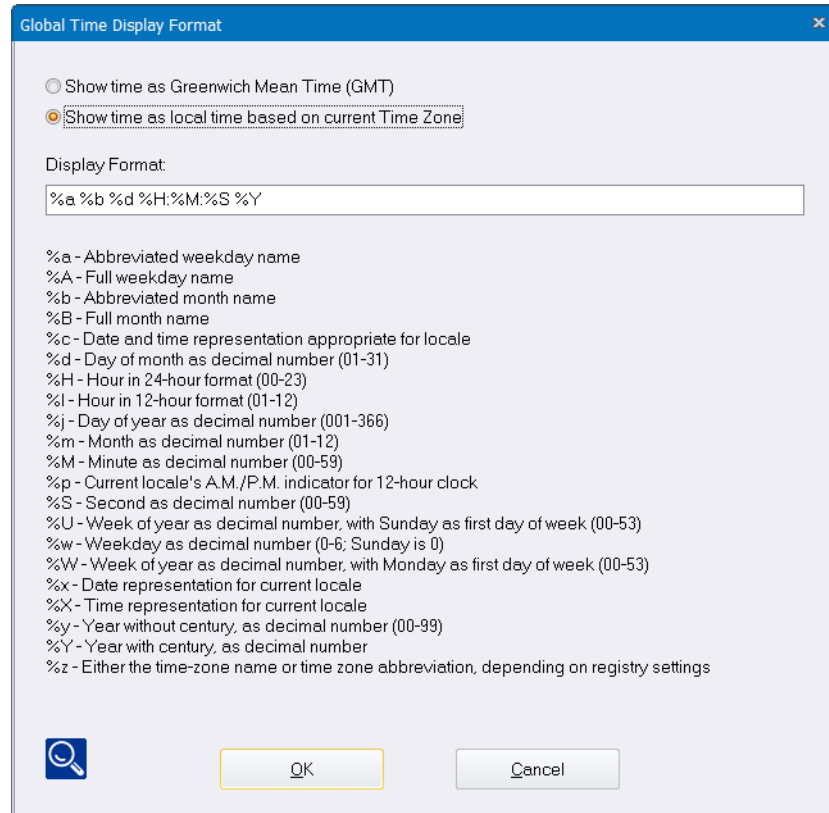 Global Time Display Format
Show time as Greenwich Mean Time (GMT)
Show time as local time based on current Time Zone
Display Format:
%a %b %d %H:%M:%S %Y
%a - Abbreviated weekday name
%A - Full weekday name
%b - Abbreviated month name
%B - Full month name
%c - Date and time representation appropriate for locale
%d - Day of month as decimal number (01-31)
%H - Hour in 24-hour format (00-23)
%I - Hour in 12-hour format (01-12)
%j - Day of year as decimal number (001-366)
%m - Month as decimal number (01-12)
%M - Minute as decimal number (00-59)
%p - Current locale's A.M./P.M. indicator for 12-hour clock
%S - Second as decimal number (00-59)
%U - Week of year as decimal number, with Sunday as first day of week (00-53)
%w - Weekday as decimal number (0-6; Sunday is 0)
%W - Week of year as decimal number, with Monday as first day of week (00-53)
%x - Date representation for current locale
%X - Time representation for current locale
%y - Year without century, as decimal number (00-99)
%Y - Year with century, as decimal number
%z - Either the time-zone name or time zone abbreviation, depending on registry settings
OK Cancel